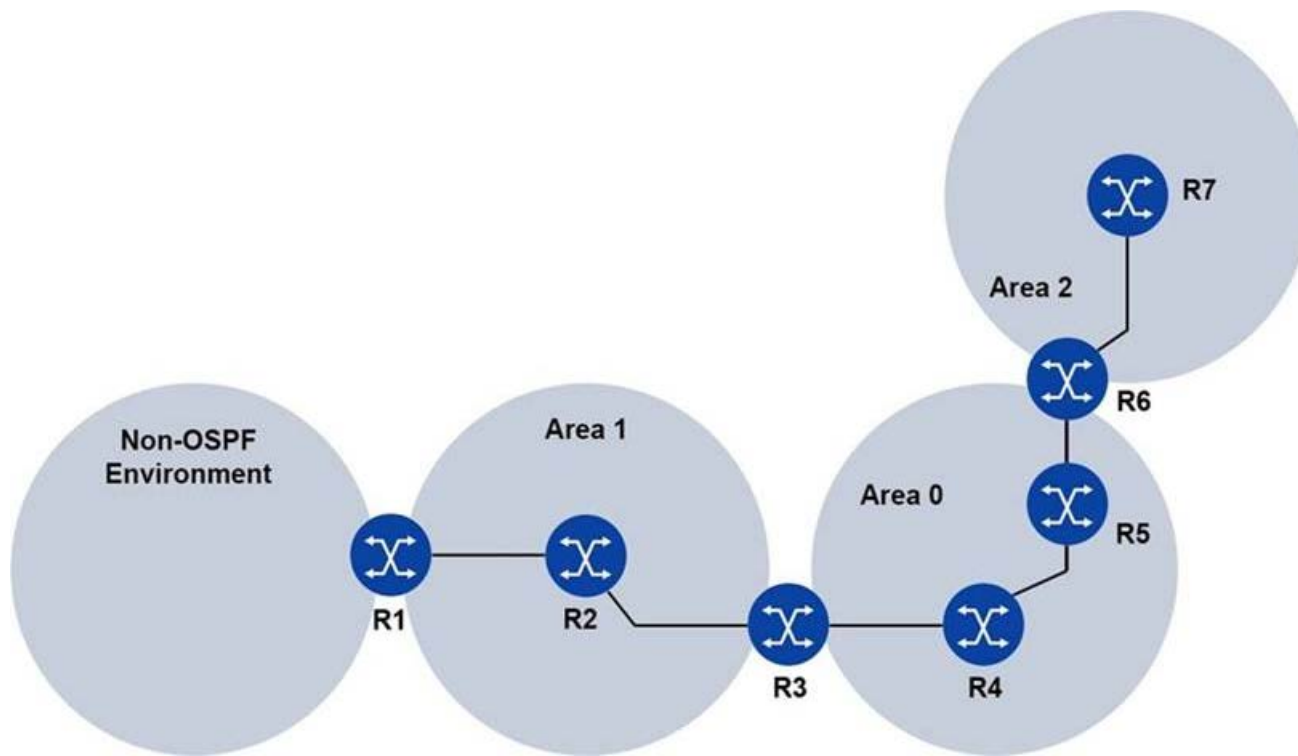 R7
Area 2
R6
Non-OSPF
Environment
Area 1
Area 0
R5
R1
R2
R3
R4